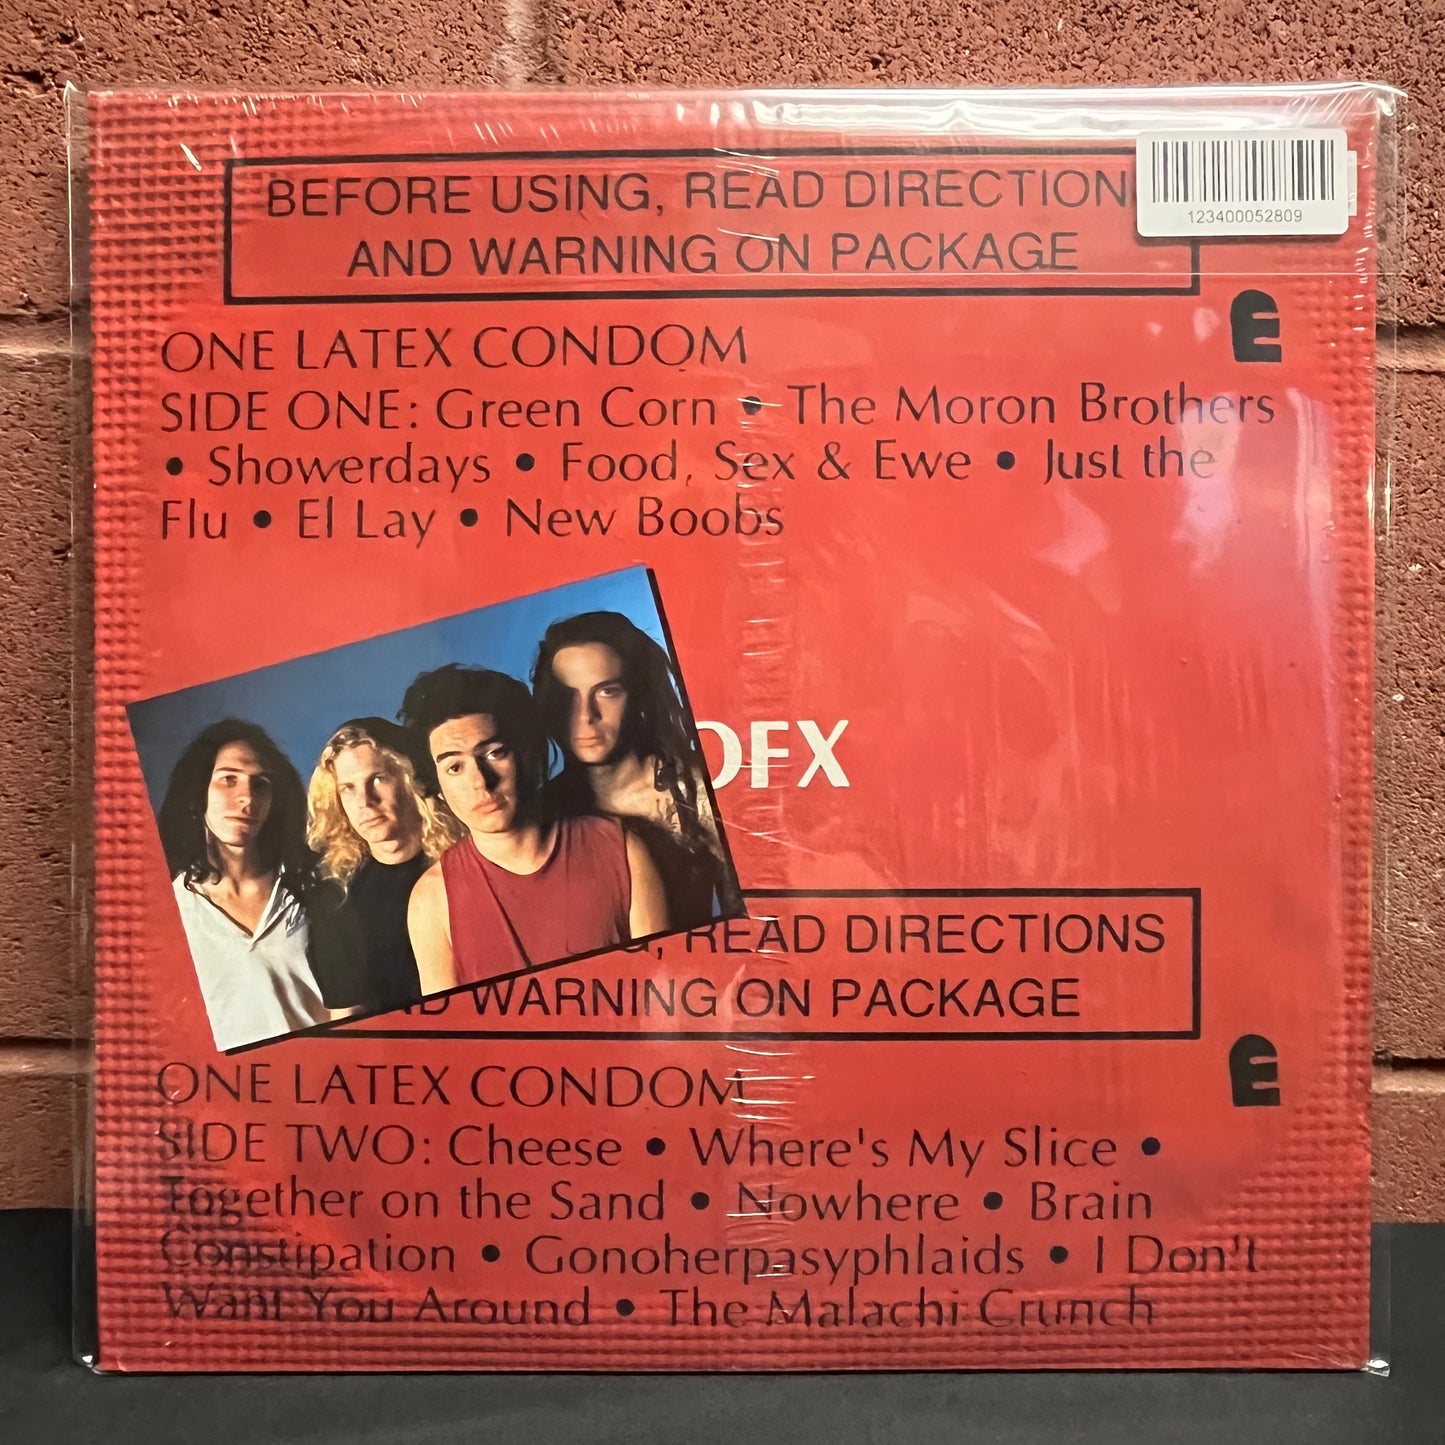 BEFORE USING, READ DIRECTION
AND WARNING ON PACKAGE
123400052809
E
ONE LATEX CONDOM
SIDE ONE: Green Corn • The Moron Brothers
• Showerdays • Food, Sex & Ewe • Just the
Flu • El Lay • New Boobs
OFX
G, READ DIRECTIONS
ND WARNING ON PACKAGE
E
ONE LATEX CONDOM
SIDE TWO: Cheese • Where's My Slice •
Together on the Sand • Nowhere • Brain
Constipation • Gonoherpasyphlaids • I Don't
Want You Around • The Malachi Crunch